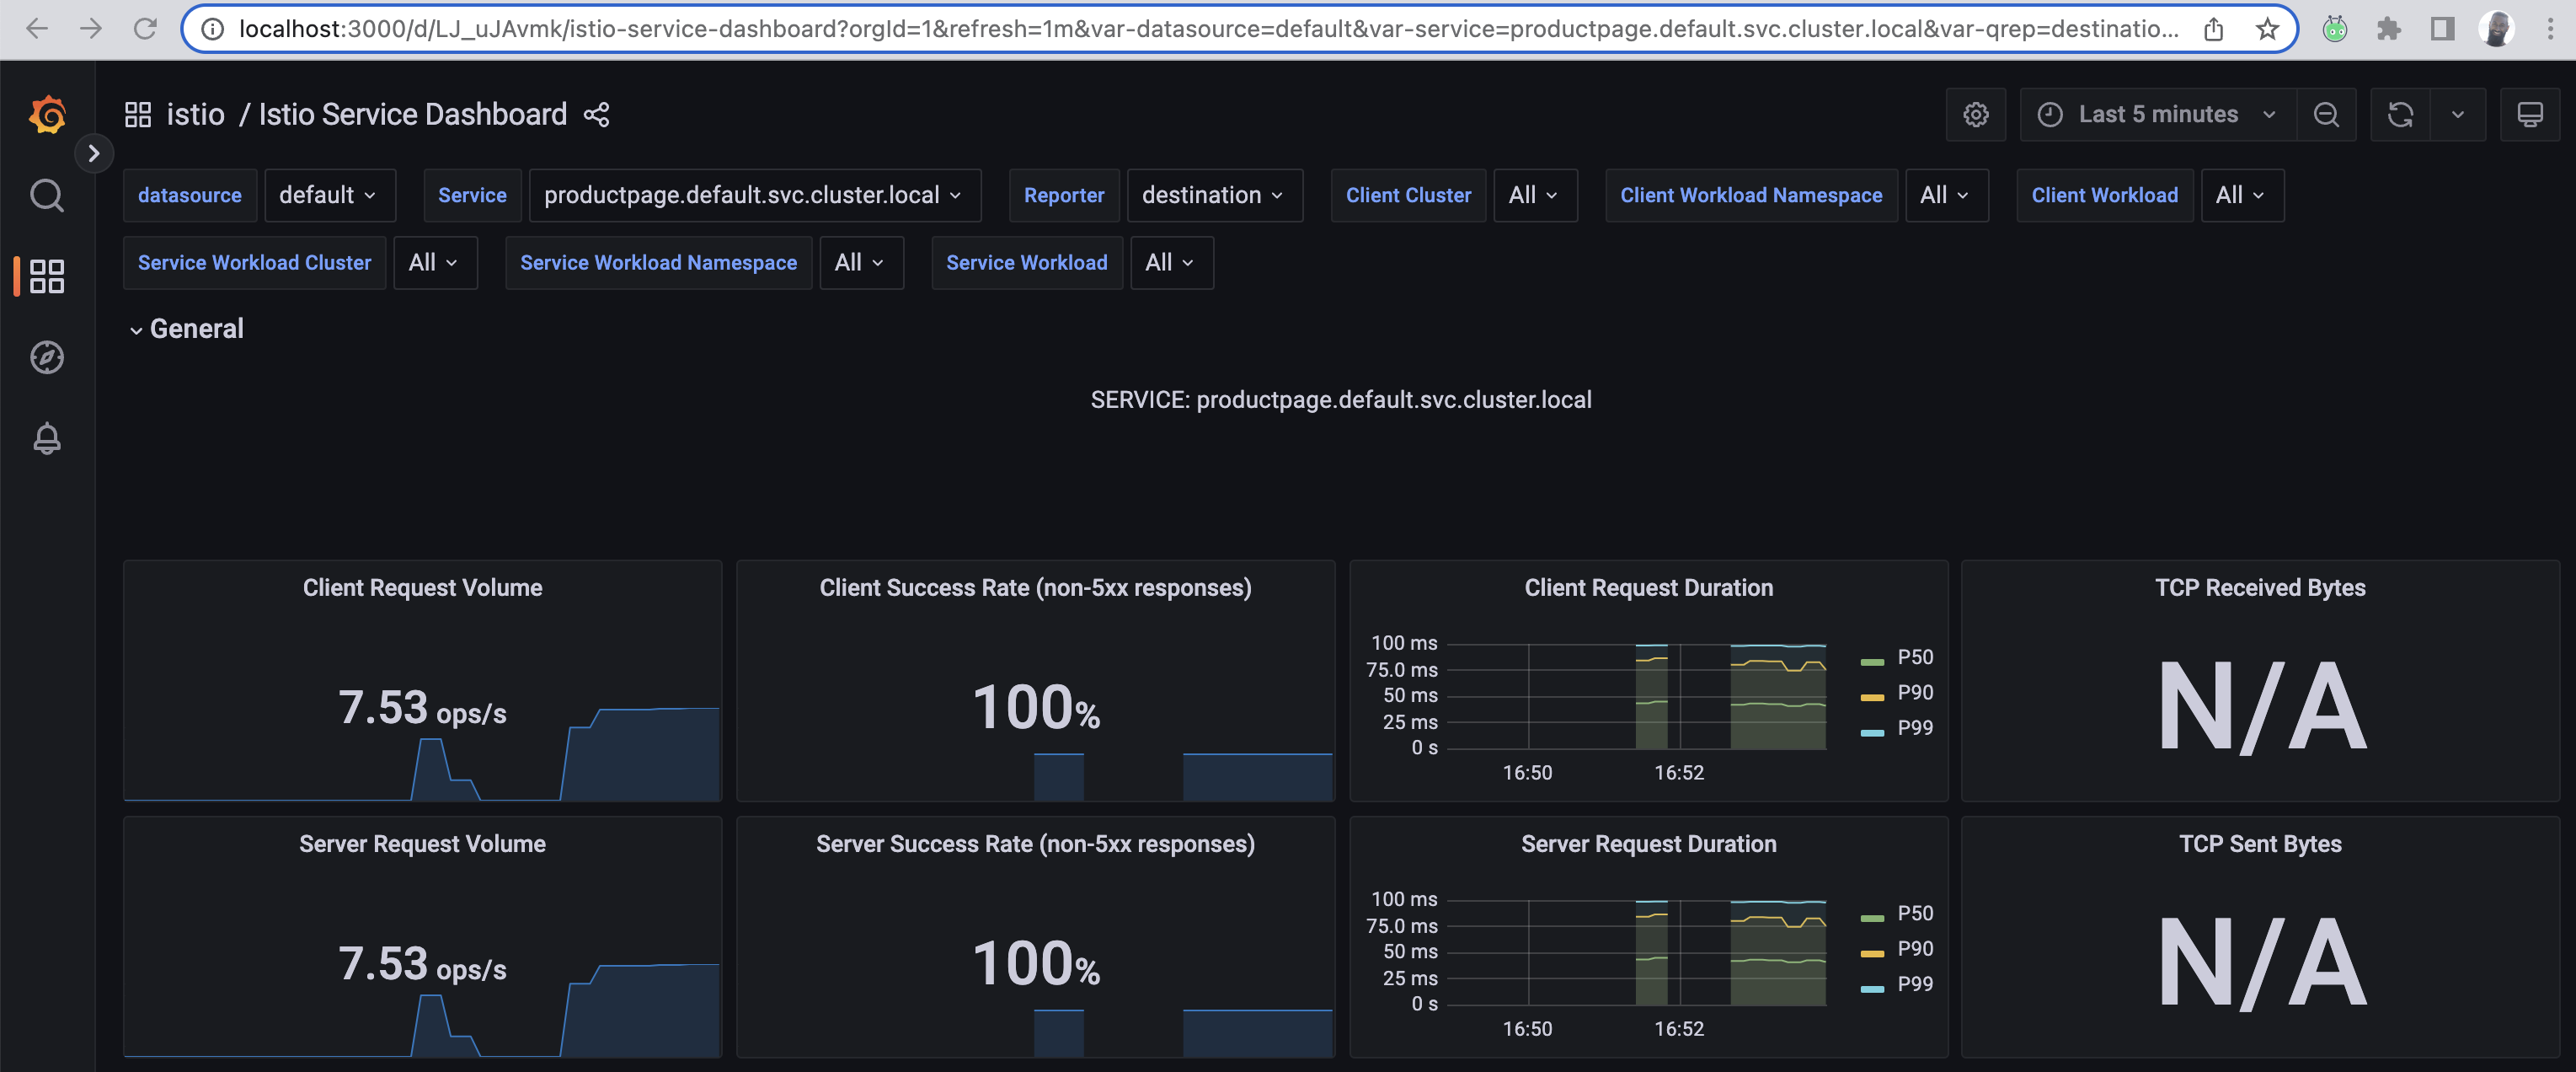 localhost:3000/d/LJ_uJAvmk/istio-service-dashboard?orgId=1&refresh=1m&var-datasource=default&var-service=productpage.default.svc.cluster.local&var-qrep=destinatio...
istio / Istio Service Dashboard
Last 5 minutes
datasource default Service productpage.default.svc.cluster.local Reporter destination Client Cluster All Client Workload Namespace All Client Workload All
Service Workload Cluster All Service Workload Namespace All Service Workload All
General
SERVICE: productpage.default.svc.cluster.local
Client Request Volume
7.53 ops/s
Client Success Rate (non-5xx responses)
100%
Client Request Duration
100 ms
75.0 ms
50 ms
25 ms
0 s
16:50 16:52
P50
P90
P99
TCP Received Bytes
N/A
Server Request Volume
7.53 ops/s
Server Success Rate (non-5xx responses)
100%
Server Request Duration
100 ms
75.0 ms
50 ms
25 ms
0 s
16:50 16:52
P50
P90
P99
TCP Sent Bytes
N/A